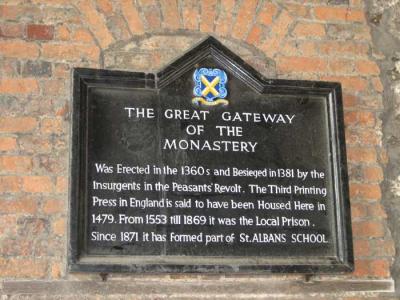 THE GREAT GATEWAY
OF THE
MONASTERY
Was Erected in the 1360s and Besieged in 1381 by the
Insurgents in the Peasants' Revolt. The Third Printing
Press in England is said to have been Housed Here in
1479. From 1553 till 1869 it was the Local Prison.
Since 1871 it has formed part of St. ALBANS SCHOOL.